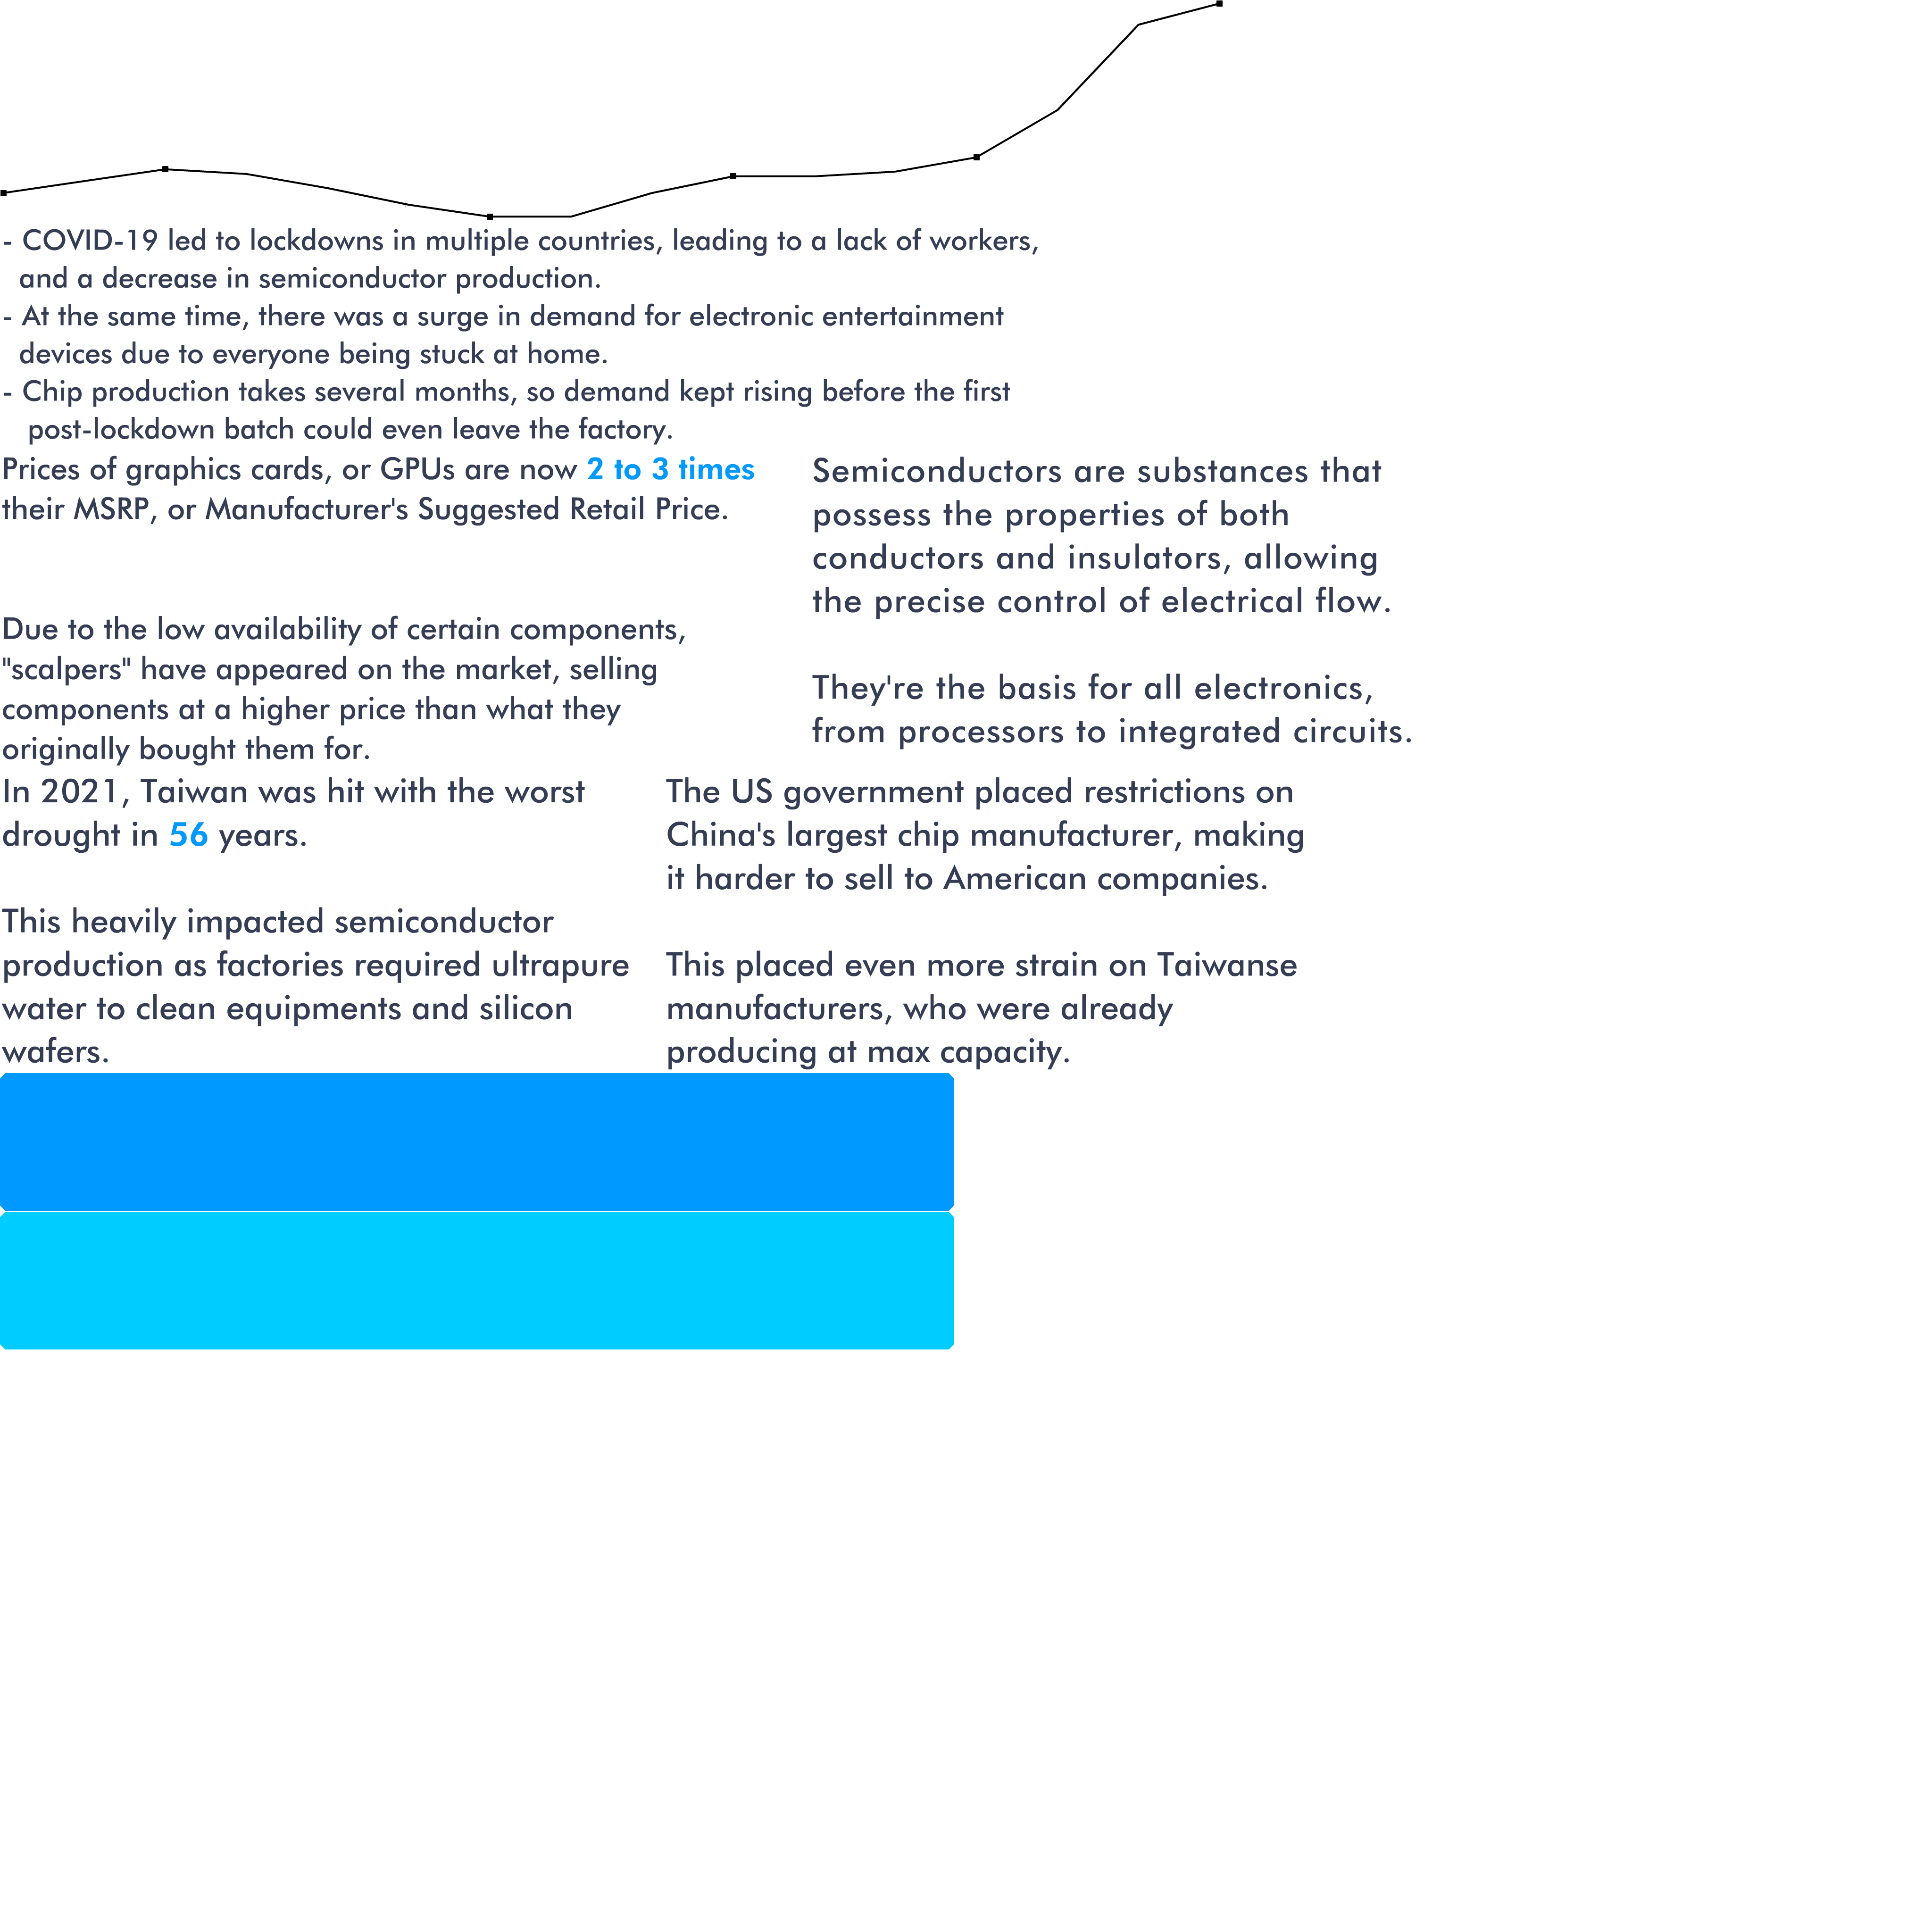 - COVID-19 led to lockdowns in multiple countries, leading to a lack of workers,
and a decrease in semiconductor production.
- At the same time, there was a surge in demand for electronic entertainment
devices due to everyone being stuck at home.
- Chip production takes several months, so demand kept rising before the first
post-lockdown batch could even leave the factory.
Prices of graphics cards, or GPUs are now 2 to 3 times
their MSRP, or Manufacturer's Suggested Retail Price.
Due to the low availability of certain components,
"scalpers" have appeared on the market, selling
components at a higher price than what they
originally bought them for.
Semiconductors are substances that
possess the properties of both
conductors and insulators, allowing
the precise control of electrical flow.
They're the basis for all electronics,
from processors to integrated circuits.
In 2021, Taiwan was hit with the worst
drought in 56 years.
This heavily impacted semiconductor
production as factories required ultrapure
water to clean equipments and silicon
wafers.
The US government placed restrictions on
China's largest chip manufacturer, making
it harder to sell to American companies.
This placed even more strain on Taiwanse
manufacturers, who were already
producing at max capacity.